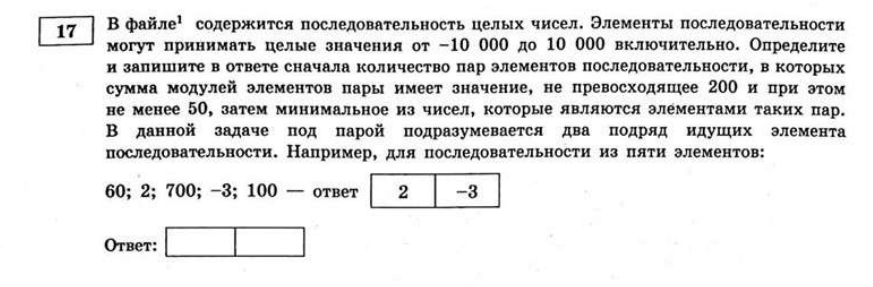 17 В файле¹ содержится последовательность целых чисел. Элементы последовательности
могут принимать целые значения от –10 000 до 10 000 включительно. Определите
и запишите в ответе сначала количество пар элементов последовательности, в которых
сумма модулей элементов пары имеет значение, не превосходящее 200 и при этом
не менее 50, затем минимальное из чисел, которые являются элементами таких пар.
В данной задаче под парой подразумевается два подряд идущих элемента
последовательности. Например, для последовательности из пяти элементов:
60; 2; 700; –3; 100 — ответ 2 –3
Ответ: